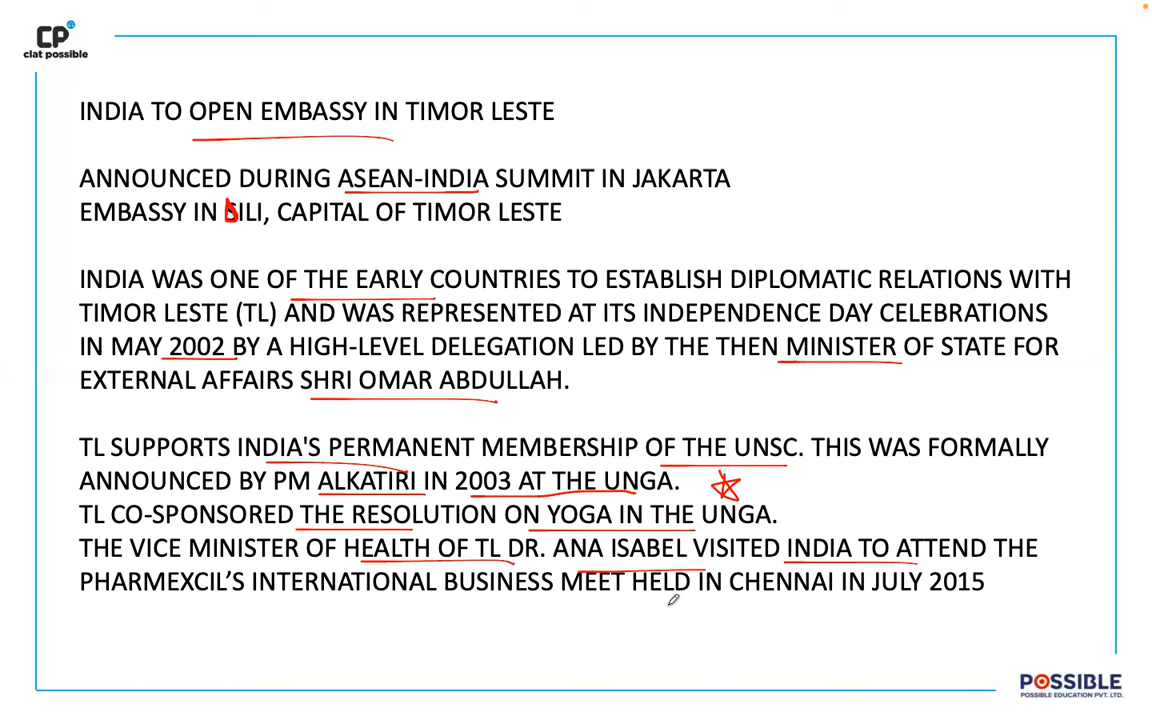 CP
clat possible
INDIA TO OPEN EMBASSY IN TIMOR LESTE
ANNOUNCED DURING ASEAN-INDIA SUMMIT IN JAKARTA
EMBASSY IN DILI, CAPITAL OF TIMOR LESTE
INDIA WAS ONE OF THE EARLY COUNTRIES TO ESTABLISH DIPLOMATIC RELATIONS WITH
TIMOR LESTE (TL) AND WAS REPRESENTED AT ITS INDEPENDENCE DAY CELEBRATIONS
IN MAY 2002 BY A HIGH-LEVEL DELEGATION LED BY THE THEN MINISTER OF STATE FOR
EXTERNAL AFFAIRS SHRI OMAR ABDULLAH.
TL SUPPORTS INDIA'S PERMANENT MEMBERSHIP OF THE UNSC. THIS WAS FORMALLY
ANNOUNCED BY PM ALKATIRI IN 2003 AT THE UNGA.
TL CO-SPONSORED THE RESOLUTION ON YOGA IN THE UNGA.
THE VICE MINISTER OF HEALTH OF TL DR. ANA ISABEL VISITED INDIA TO ATTEND THE
PHARMEXCIL’S INTERNATIONAL BUSINESS MEET HELD IN CHENNAI IN JULY 2015
POSSIBLE
POSSIBLE EDUCATION PVT. LTD.